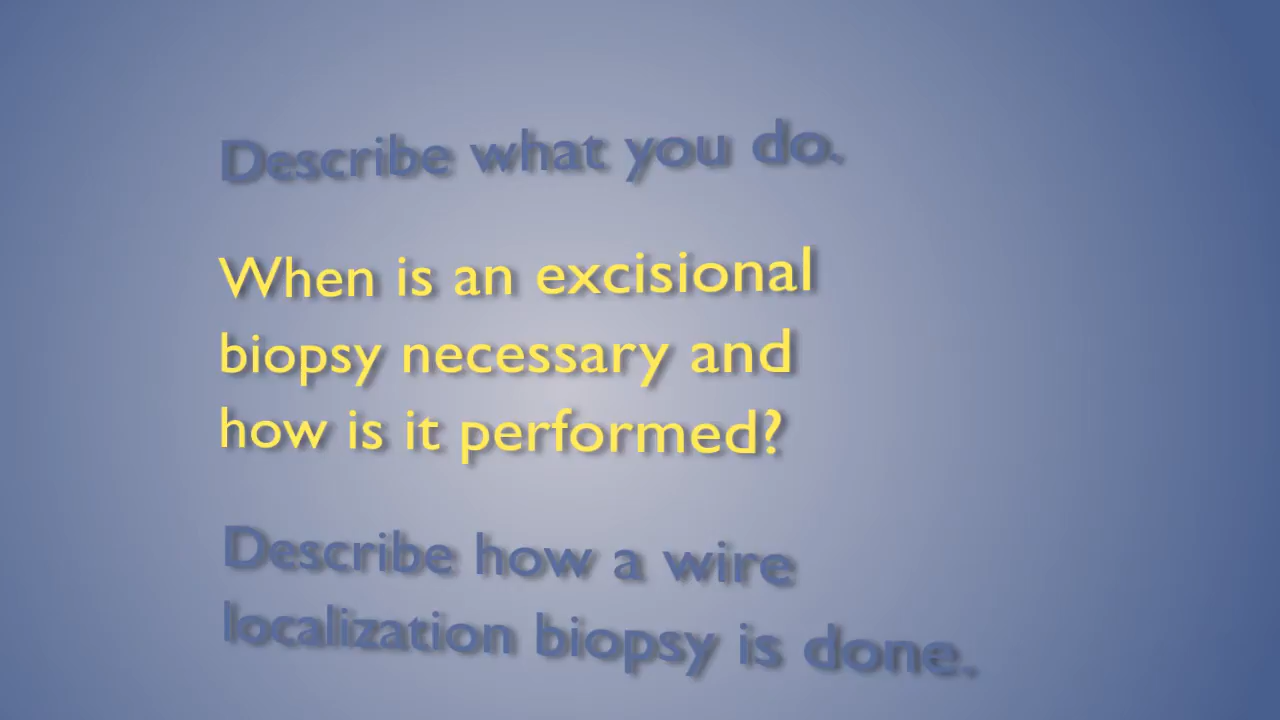 Describe what you do.
When is an excisional
biopsy necessary and
how is it performed?
Describe how a wire
localization biopsy is done.